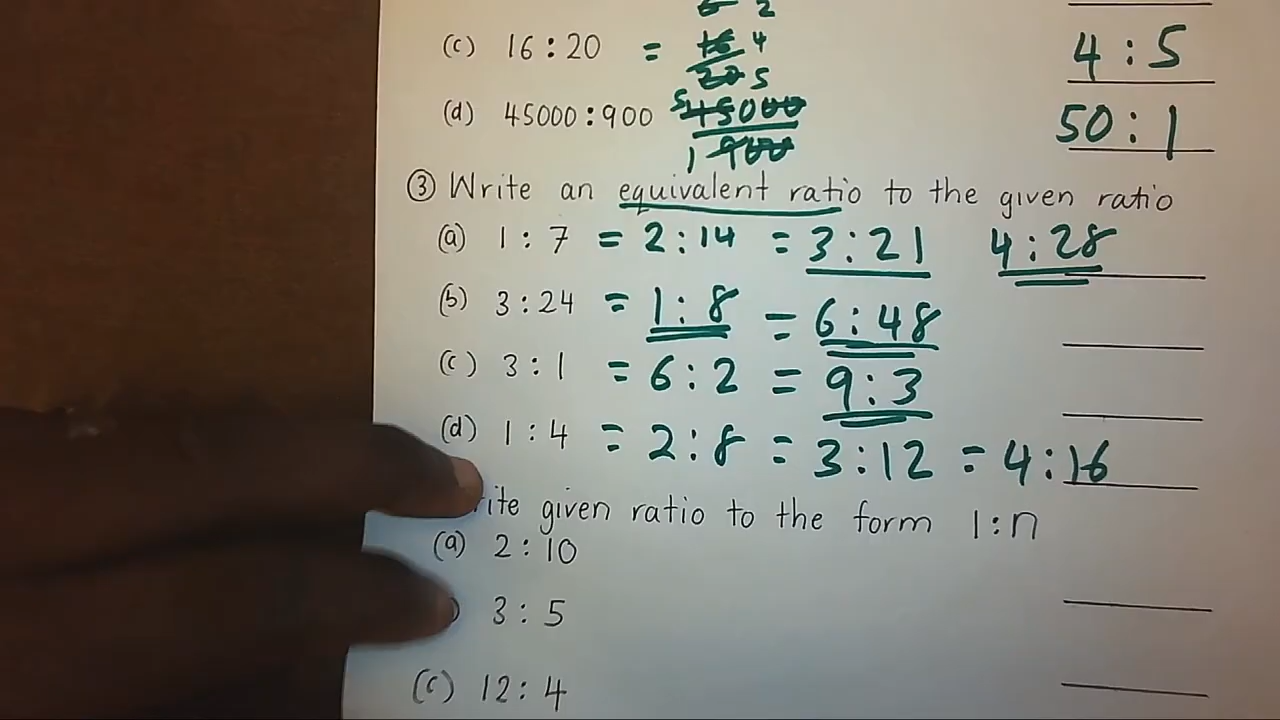 6 2
(c) 16 : 20 = 16 4 / 20 5 4 : 5
(d) 45000 : 900 5 45000 / 1 900 50 : 1
③ Write an equivalent ratio to the given ratio
(a) 1 : 7 = 2 : 14 = 3 : 21 4 : 28
(b) 3 : 24 = 1 : 8 = 6 : 48
(c) 3 : 1 = 6 : 2 = 9 : 3
(d) 1 : 4 = 2 : 8 = 3 : 12 = 4 : 16
given ratio to the form 1 : n
(a) 2 : 10
3 : 5
(c) 12 : 4